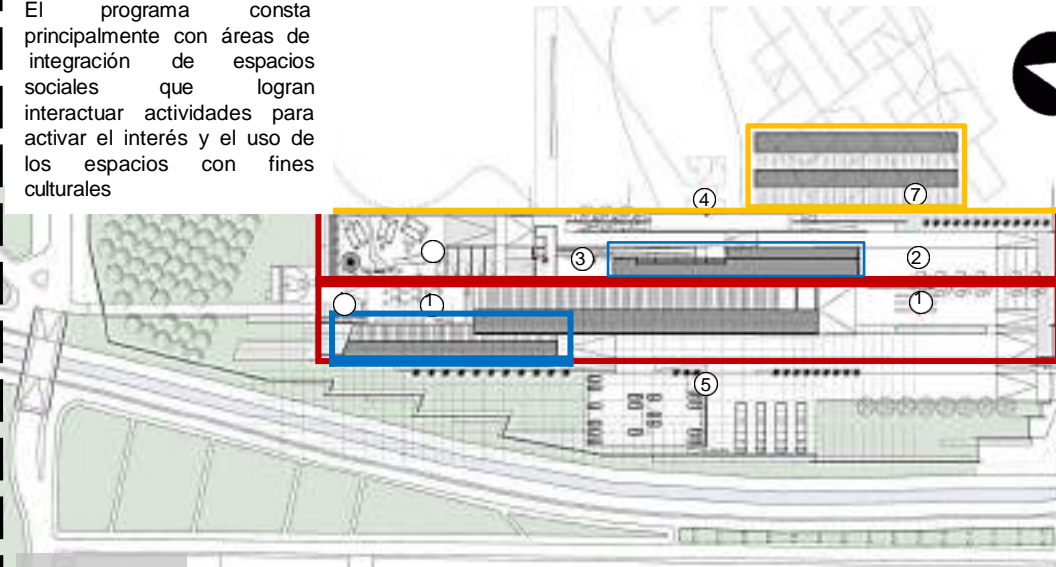 El programa consta
principalmente con áreas de
integración de espacios
sociales que logran
interactuar actividades para
activar el interés y el uso de
los espacios con fines
culturales
7
4
3
2
1
1
5